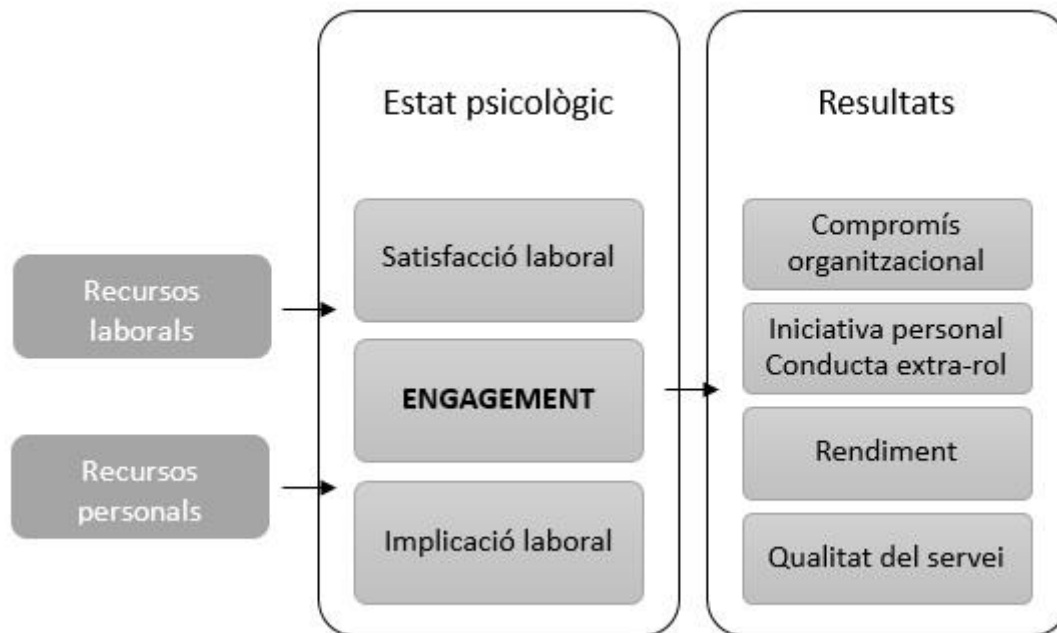 Recursos
laborals
Recursos
personals
Estat psicològic
Satisfacció laboral
ENGAGEMENT
Implicació laboral
Resultats
Compromís
organitzacional
Iniciativa personal
Conducta extra-rol
Rendiment
Qualitat del servei